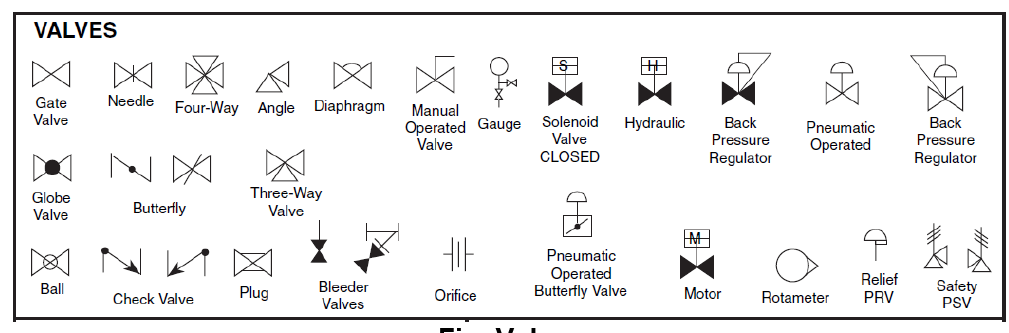 VALVES
Gate
Valve
Needle
Four-Way
Angle
Diaphragm
Manual
Operated
Valve
Gauge
S
Solenoid
Valve
CLOSED
H
Hydraulic
Back
Pressure
Regulator
Pneumatic
Operated
Back
Pressure
Regulator
Globe
Valve
Butterfly
Three-Way
Valve
Ball
Check Valve
Plug
Bleeder
Valves
Orifice
Pneumatic
Operated
Butterfly Valve
M
Motor
Rotameter
Relief
PRV
Safety
PSV